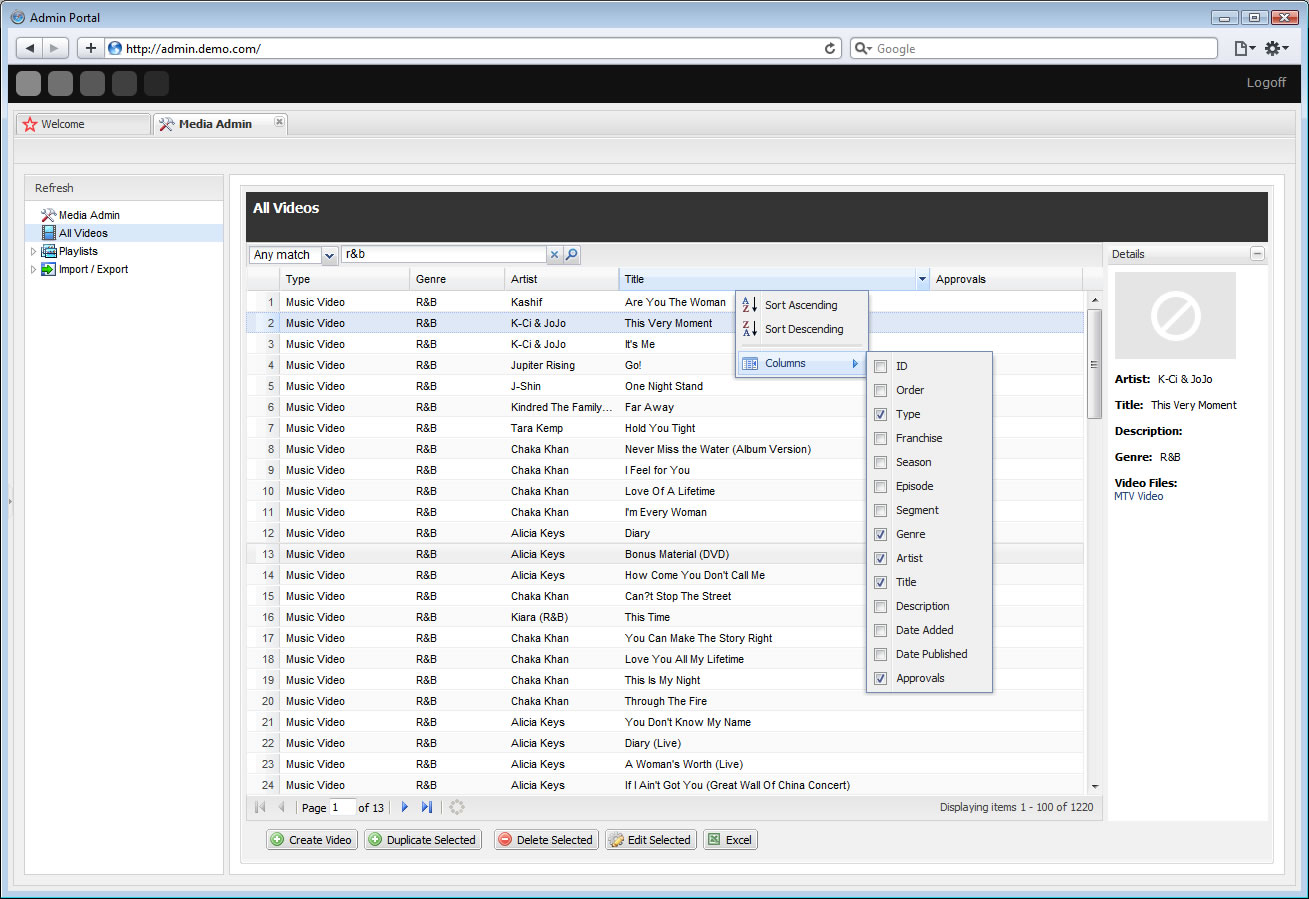 Admin Portal
http://admin.demo.com/
Google
Logoff
Welcome
Media Admin
Refresh
Media Admin
All Videos
Playlists
Import / Export
All Videos
Any match
r&b
Type Genre Artist Title Approvals
1 Music Video R&B Kashif Are You The Woman
2 Music Video R&B K-Ci & JoJo This Very Moment
3 Music Video R&B K-Ci & JoJo It's Me
4 Music Video R&B Jupiter Rising Go!
5 Music Video R&B J-Shin One Night Stand
6 Music Video R&B Kindred The Family... Far Away
7 Music Video R&B Tara Kemp Hold You Tight
8 Music Video R&B Chaka Khan Never Miss the Water (Album Version)
9 Music Video R&B Chaka Khan I Feel for You
10 Music Video R&B Chaka Khan Love Of A Lifetime
11 Music Video R&B Chaka Khan I'm Every Woman
12 Music Video R&B Alicia Keys Diary
13 Music Video R&B Alicia Keys Bonus Material (DVD)
14 Music Video R&B Alicia Keys How Come You Don't Call Me
15 Music Video R&B Alicia Keys Can?t Stop The Street
16 Music Video R&B Kiara (R&B) This Time
17 Music Video R&B Chaka Khan You Can Make The Story Right
18 Music Video R&B Chaka Khan Love You All My Lifetime
19 Music Video R&B Chaka Khan This Is My Night
20 Music Video R&B Chaka Khan Through The Fire
21 Music Video R&B Alicia Keys You Don't Know My Name
22 Music Video R&B Alicia Keys Diary (Live)
23 Music Video R&B Alicia Keys A Woman's Worth (Live)
24 Music Video R&B Alicia Keys If I Ain't Got You (Great Wall Of China Concert)
Sort Ascending
Sort Descending
Columns
ID
Order
Type
Franchise
Season
Episode
Segment
Genre
Artist
Title
Description
Date Added
Date Published
Approvals
Details
Artist: K-Ci & JoJo
Title: This Very Moment
Description:
Genre: R&B
Video Files:
MTV Video
Page 1 of 13
Displaying items 1 - 100 of 1220
Create Video
Duplicate Selected
Delete Selected
Edit Selected
Excel